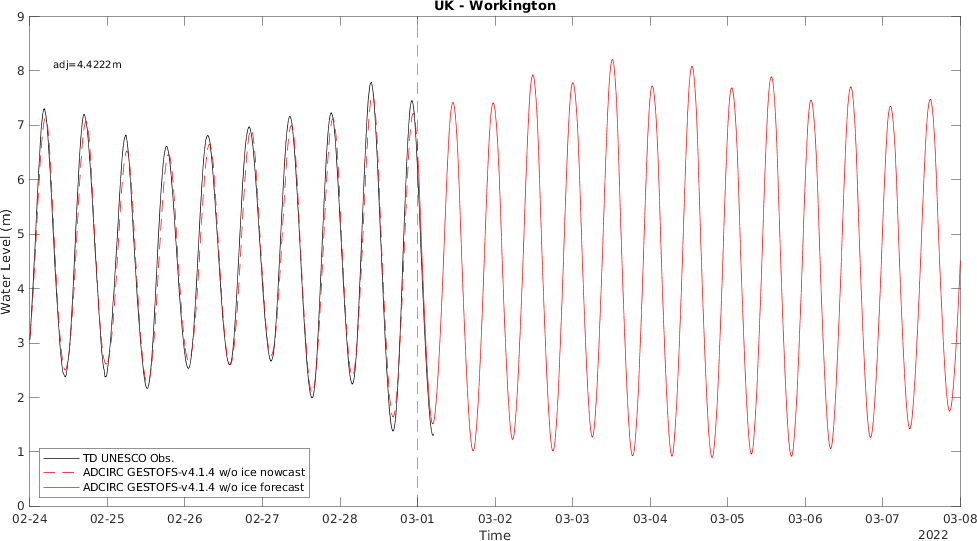 UK - Workington
adj=4.4222m
9
8
7
6
5
4
3
2
1
0
Water Level (m)
TD UNESCO Obs.
ADCIRC GESTOFS-v4.1.4 w/o ice nowcast
ADCIRC GESTOFS-v4.1.4 w/o ice forecast
02-24 02-25 02-26 02-27 02-28 03-01 03-02 03-03 03-04 03-05 03-06 03-07 03-08
Time
2022